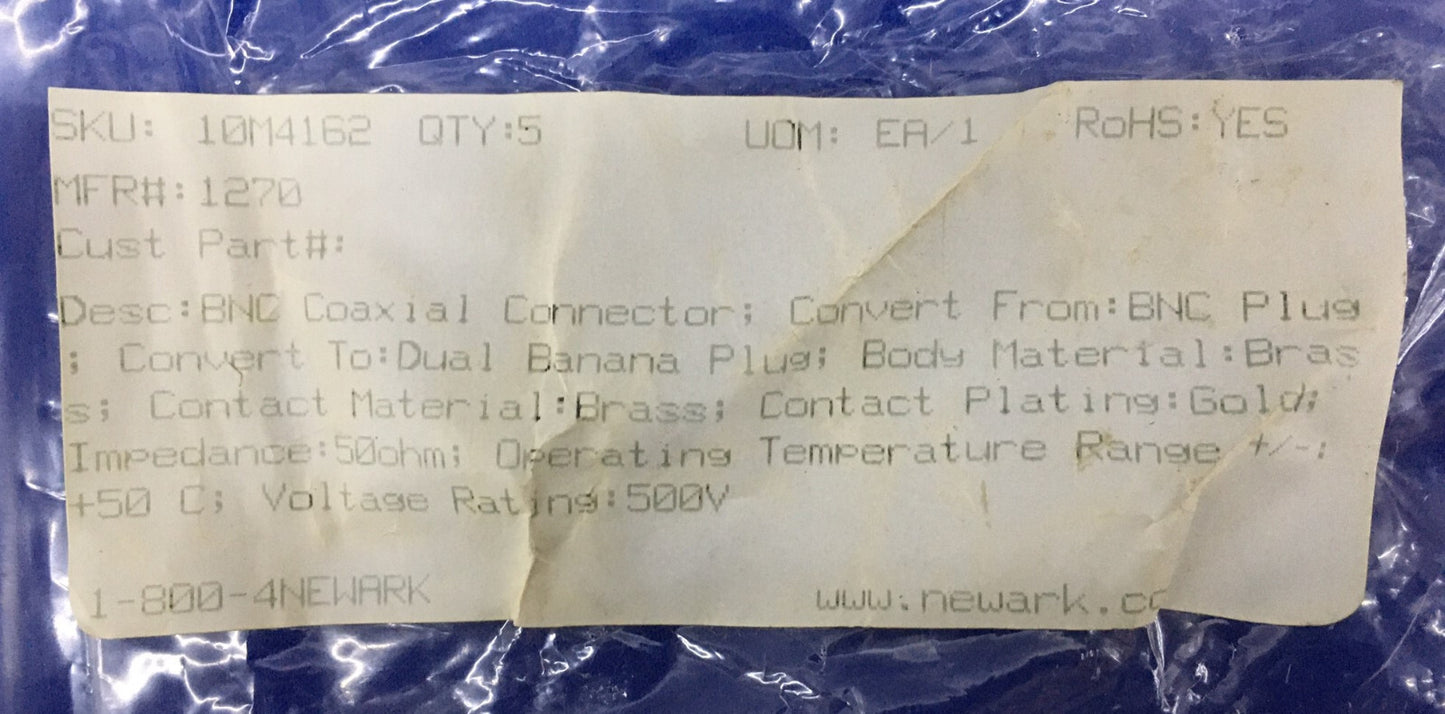 SKU: 10M4162 QTY:5 UOM: EA/1 RoHS:YES
MFR#:1270
Cust Part#:
Desc:BNC Coaxial Connector; Convert From:BNC Plug
; Convert To:Dual Banana Plug; Body Material:Bras
s; Contact Material:Brass; Contact Plating:Gold;
Impedance:50ohm; Operating Temperature Range +/-:
+50 C; Voltage Rating:500V
1-800-4NEWARK www.newark.co